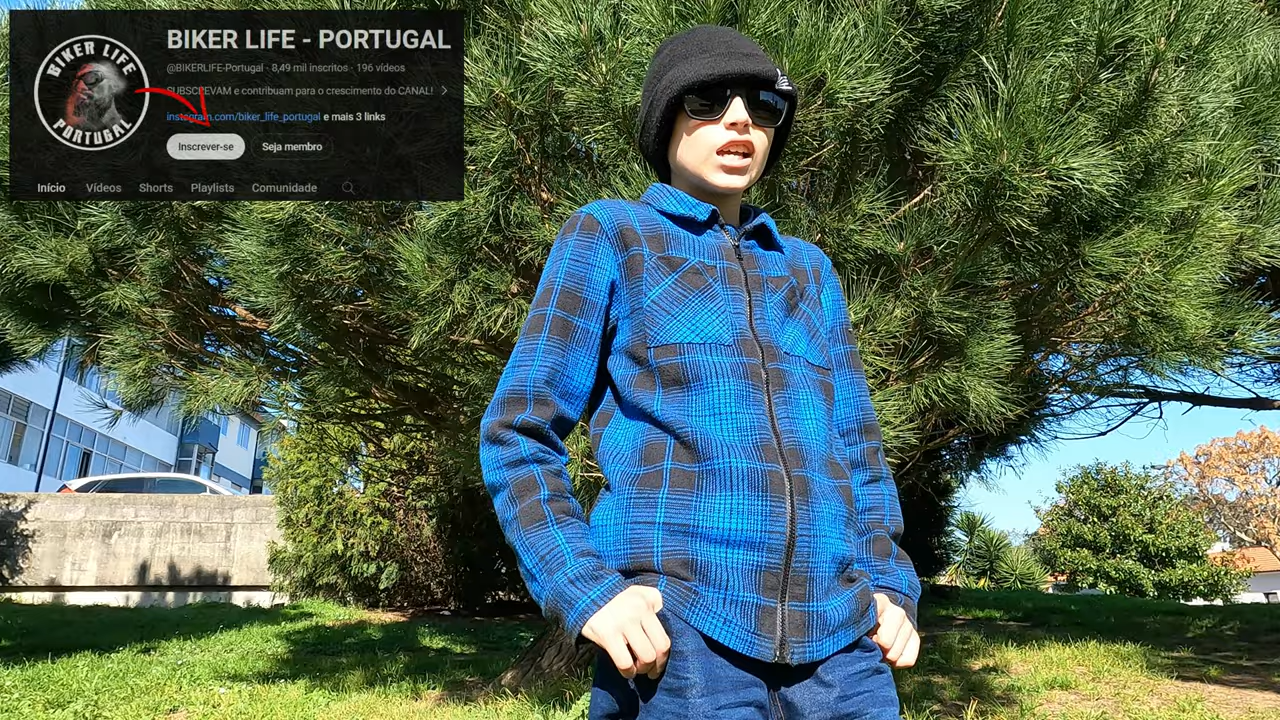 BIKER LIFE
PORTUGAL
BIKER LIFE - PORTUGAL
@BIKERLIFE-Portugal · 8,49 mil inscritos · 196 vídeos
SUBSCREVAM e contribuam para o crescimento do CANAL!
instagram.com/biker_life_portugal e mais 3 links
Inscrever-se Seja membro
Início Vídeos Shorts Playlists Comunidade